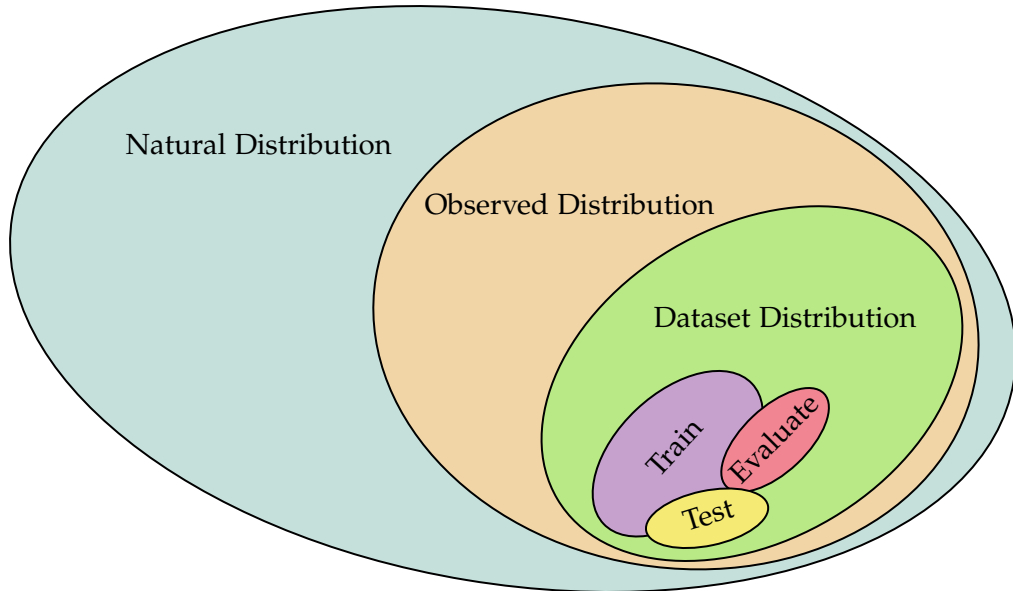 Natural Distribution
Observed Distribution
Dataset Distribution
Train
Evaluate
Test